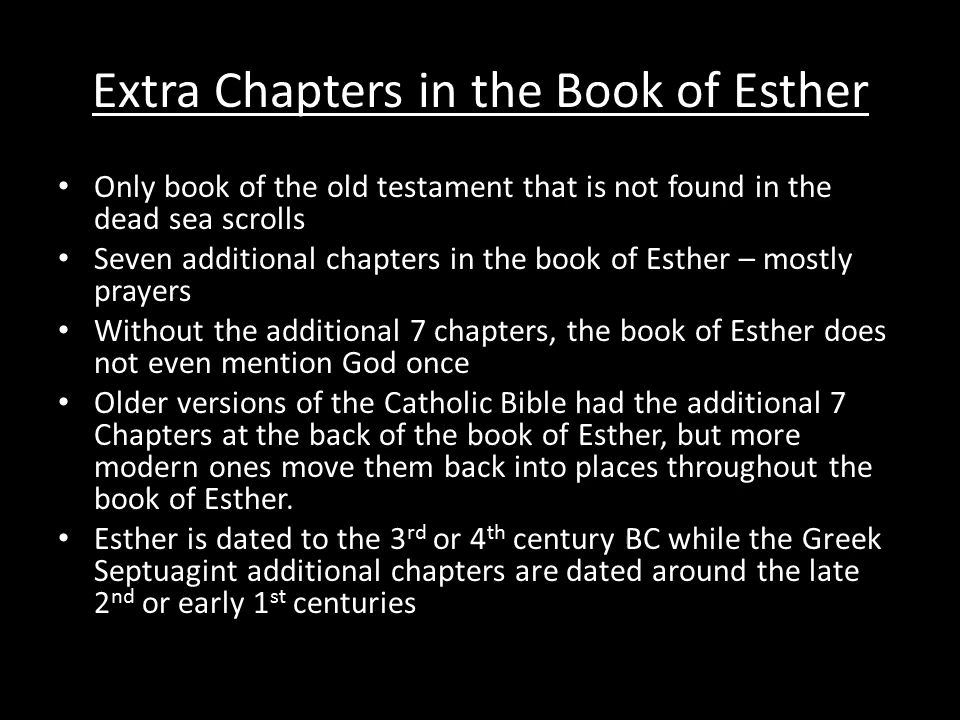 Extra Chapters in the Book of Esther
• Only book of the old testament that is not found in the
dead sea scrolls
• Seven additional chapters in the book of Esther – mostly
prayers
• Without the additional 7 chapters, the book of Esther does
not even mention God once
• Older versions of the Catholic Bible had the additional 7
Chapters at the back of the book of Esther, but more
modern ones move them back into places throughout the
book of Esther.
• Esther is dated to the 3rd or 4th century BC while the Greek
Septuagint additional chapters are dated around the late
2nd or early 1st centuries